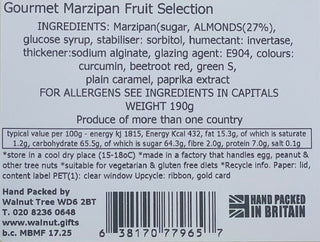 Gourmet Marzipan Fruit Selection
INGREDIENTS: Marzipan(sugar, ALMONDS(27%),
glucose syrup, stabiliser: sorbitol, humectant: invertase,
thickener:sodium alginate, glazing agent: E904, colours:
curcumin, beetroot red, green S,
plain caramel, paprika extract
FOR ALLERGENS SEE INGREDIENTS IN CAPITALS
WEIGHT 190g
Produce of more than one country
typical value per 100g - energy kj 1815, Energy Kcal 432, fat 15.3g, of which is saturate
1.2g, carbohydrate 65.5g, of which is sugar 64.3g, fibre 2.0g, protein 7.0g, salt 0.1g
*store in a cool dry place (15-18oC) *made in a factory that handles egg, peanut &
other tree nuts *suitable for vegetarian & gluten free diets *Recycle info. Paper: lid,
content label PET(1): clear window Upcycle: ribbon, gold card
Hand Packed by
Walnut Tree WD6 2BT
T. 020 8236 0648
www.walnut.gifts
b.c. MBMF 17.25
6 38170 77965 7
HAND PACKED
IN BRITAIN